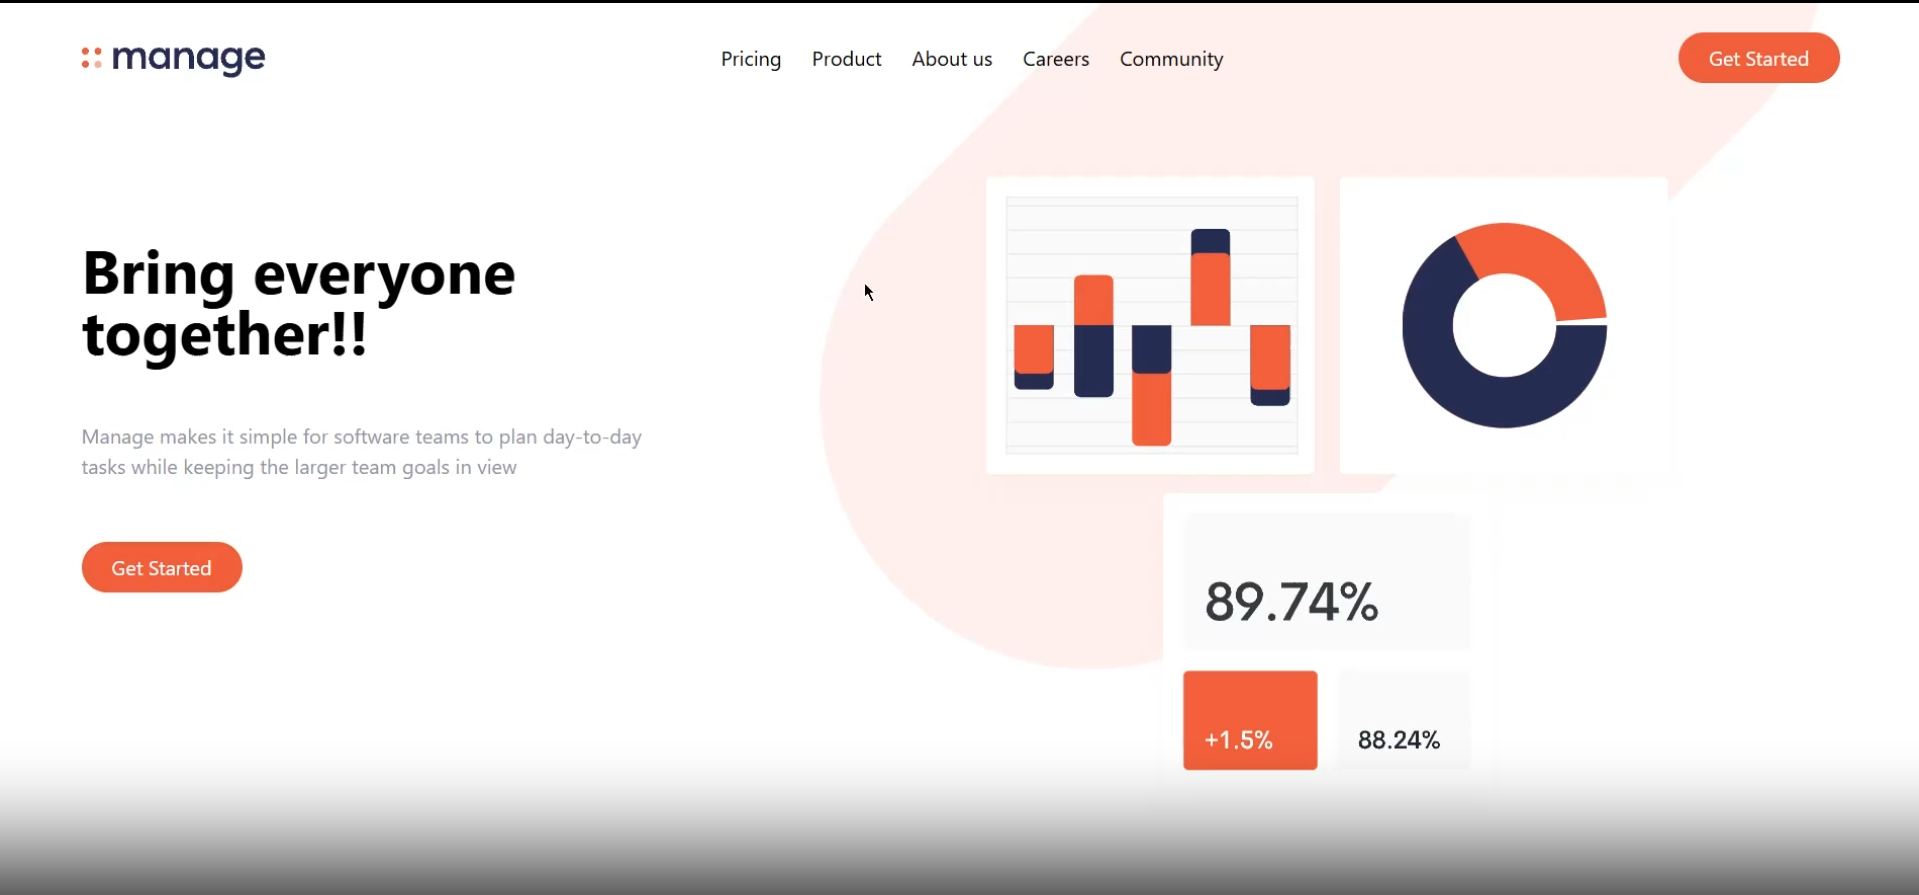 manage
Pricing Product About us Careers Community
Get Started
Bring everyone
together!!
Manage makes it simple for software teams to plan day-to-day
tasks while keeping the larger team goals in view
Get Started
89.74%
+1.5%
88.24%